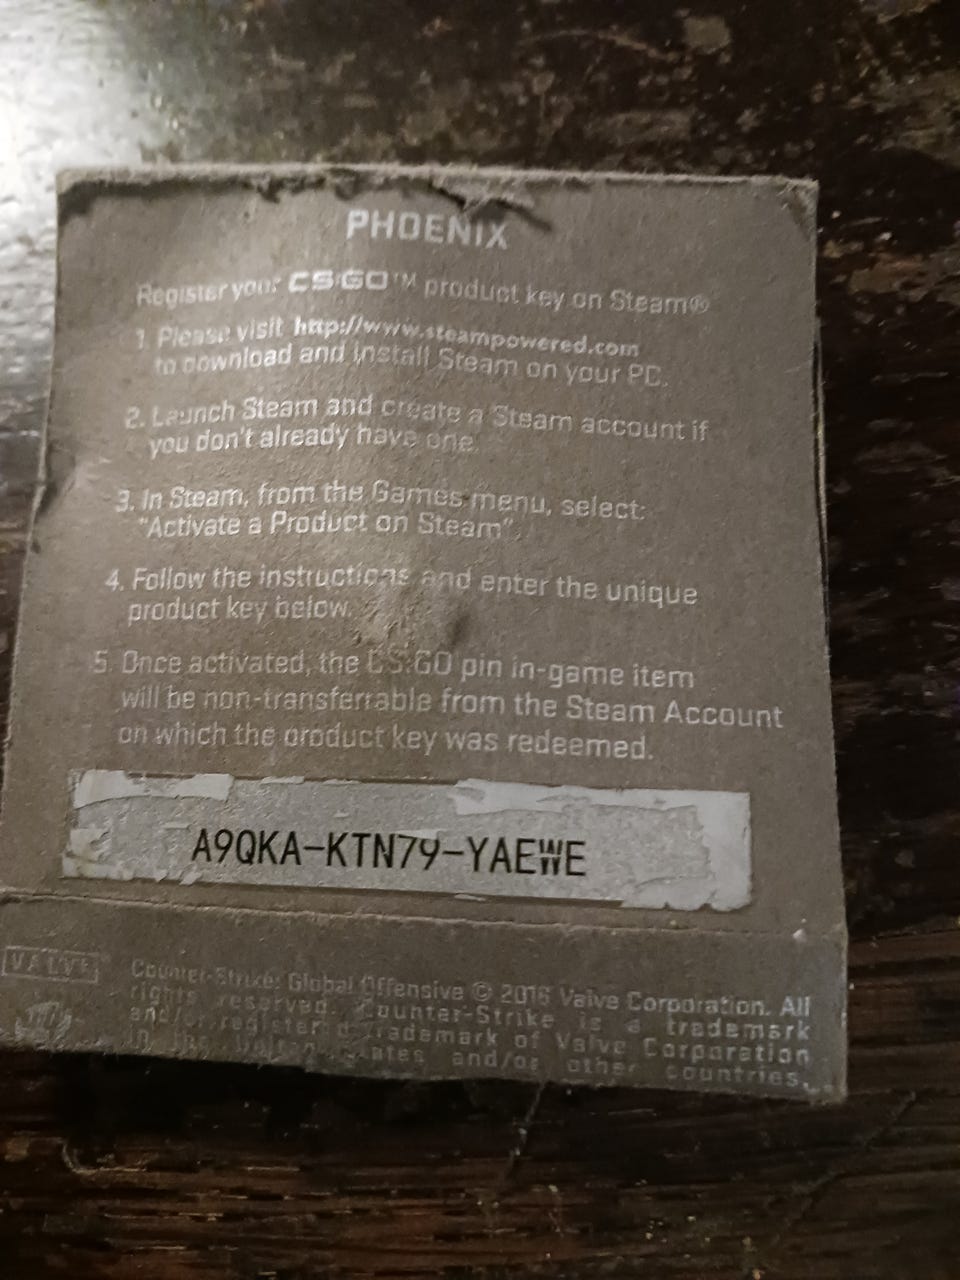 PHOENIX
Register your CS:GO™ product key on Steam®
1. Please visit http://www.steampowered.com
to download and install Steam on your PC.
2. Launch Steam and create a Steam account if
you don't already have one.
3. In Steam, from the Games menu, select:
"Activate a Product on Steam".
4. Follow the instructions and enter the unique
product key below.
5. Once activated, the CS:GO pin in-game item
will be non-transferrable from the Steam Account
on which the product key was redeemed.
A9QKA-KTN79-YAEWE
VALVE
Counter-Strike: Global Offensive © 2016 Valve Corporation. All
rights reserved. Counter-Strike is a trademark
and/or registered trademark of Valve Corporation
in the United States and/or other countries.